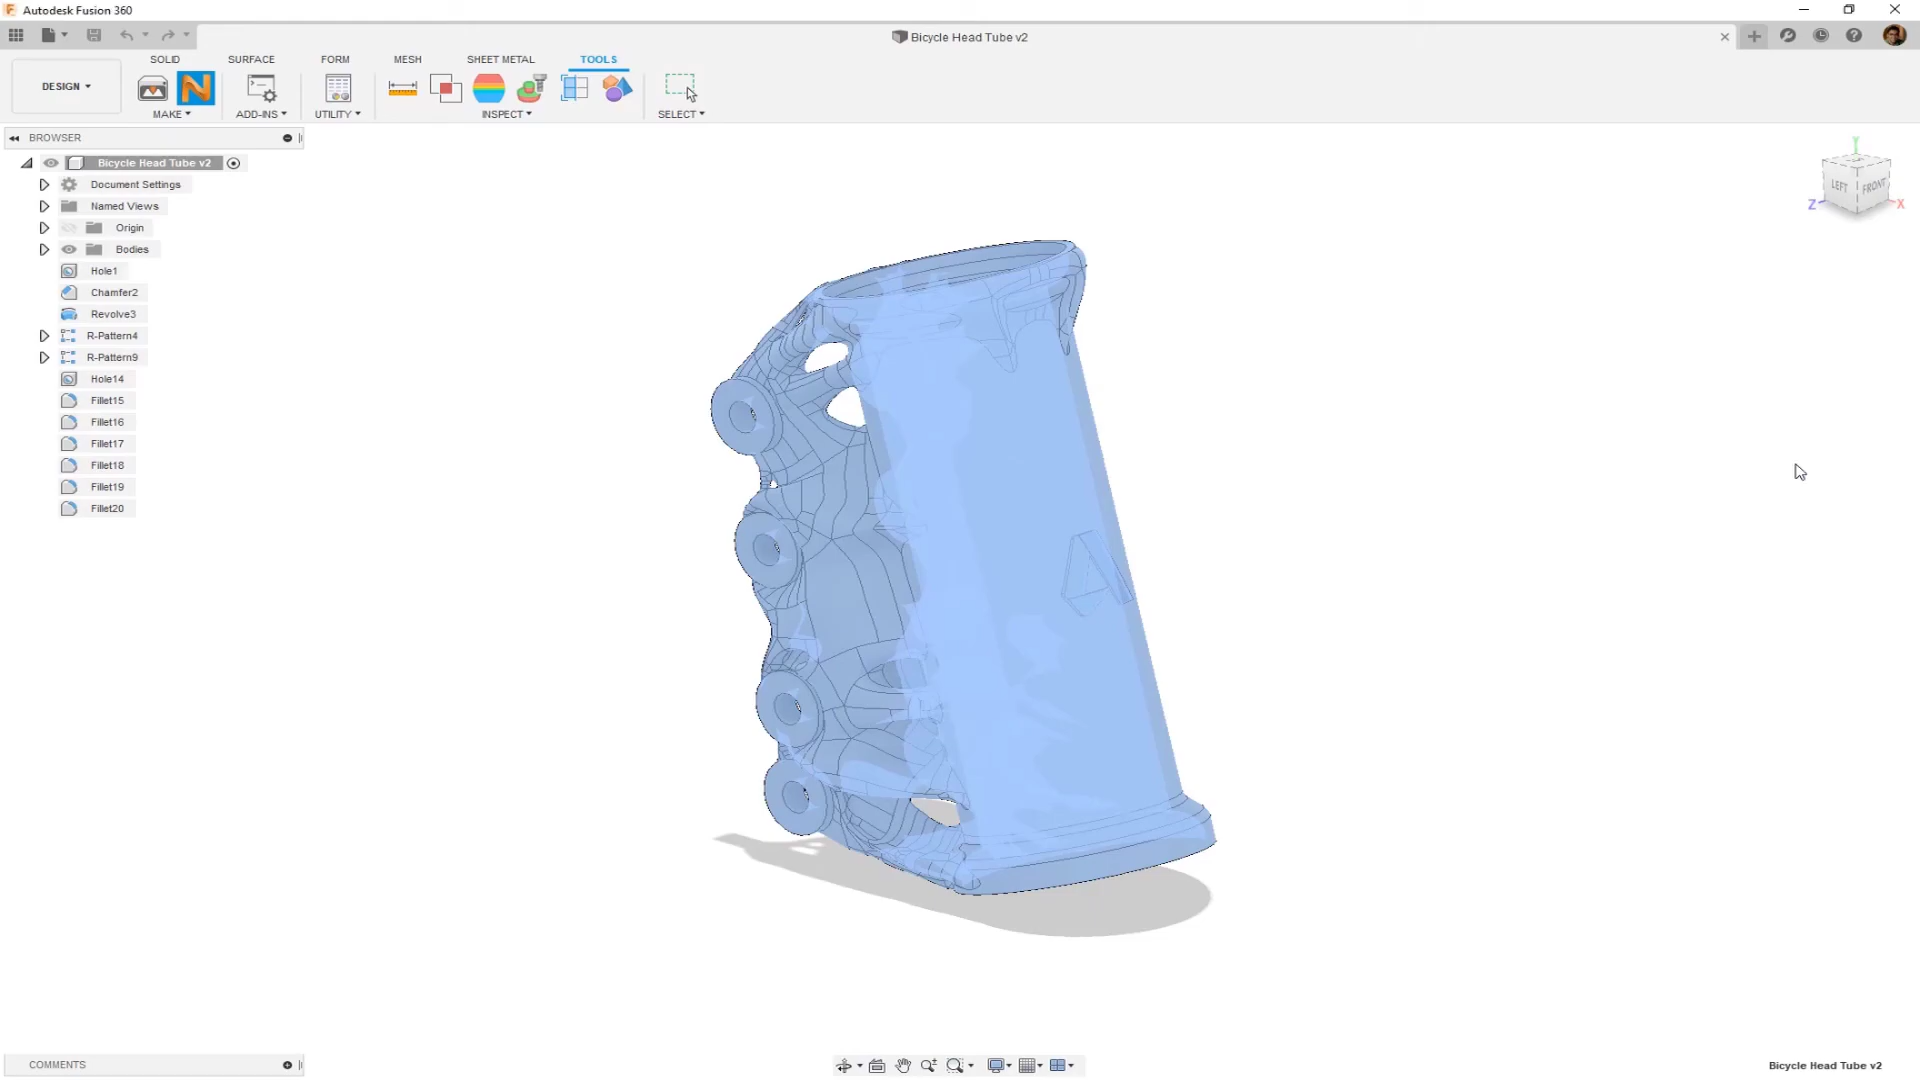 Autodesk Fusion 360
Bicycle Head Tube v2
SOLID
SURFACE
FORM
MESH
SHEET METAL
TOOLS
DESIGN
MAKE
ADD-INS
UTILITY
INSPECT
SELECT
BROWSER
Bicycle Head Tube v2
Document Settings
Named Views
Origin
Bodies
Hole1
Chamfer2
Revolve3
R-Pattern4
R-Pattern9
Hole14
Fillet15
Fillet16
Fillet17
Fillet18
Fillet19
Fillet20
Y
LEFT
FRONT
Z
X
COMMENTS
Bicycle Head Tube v2